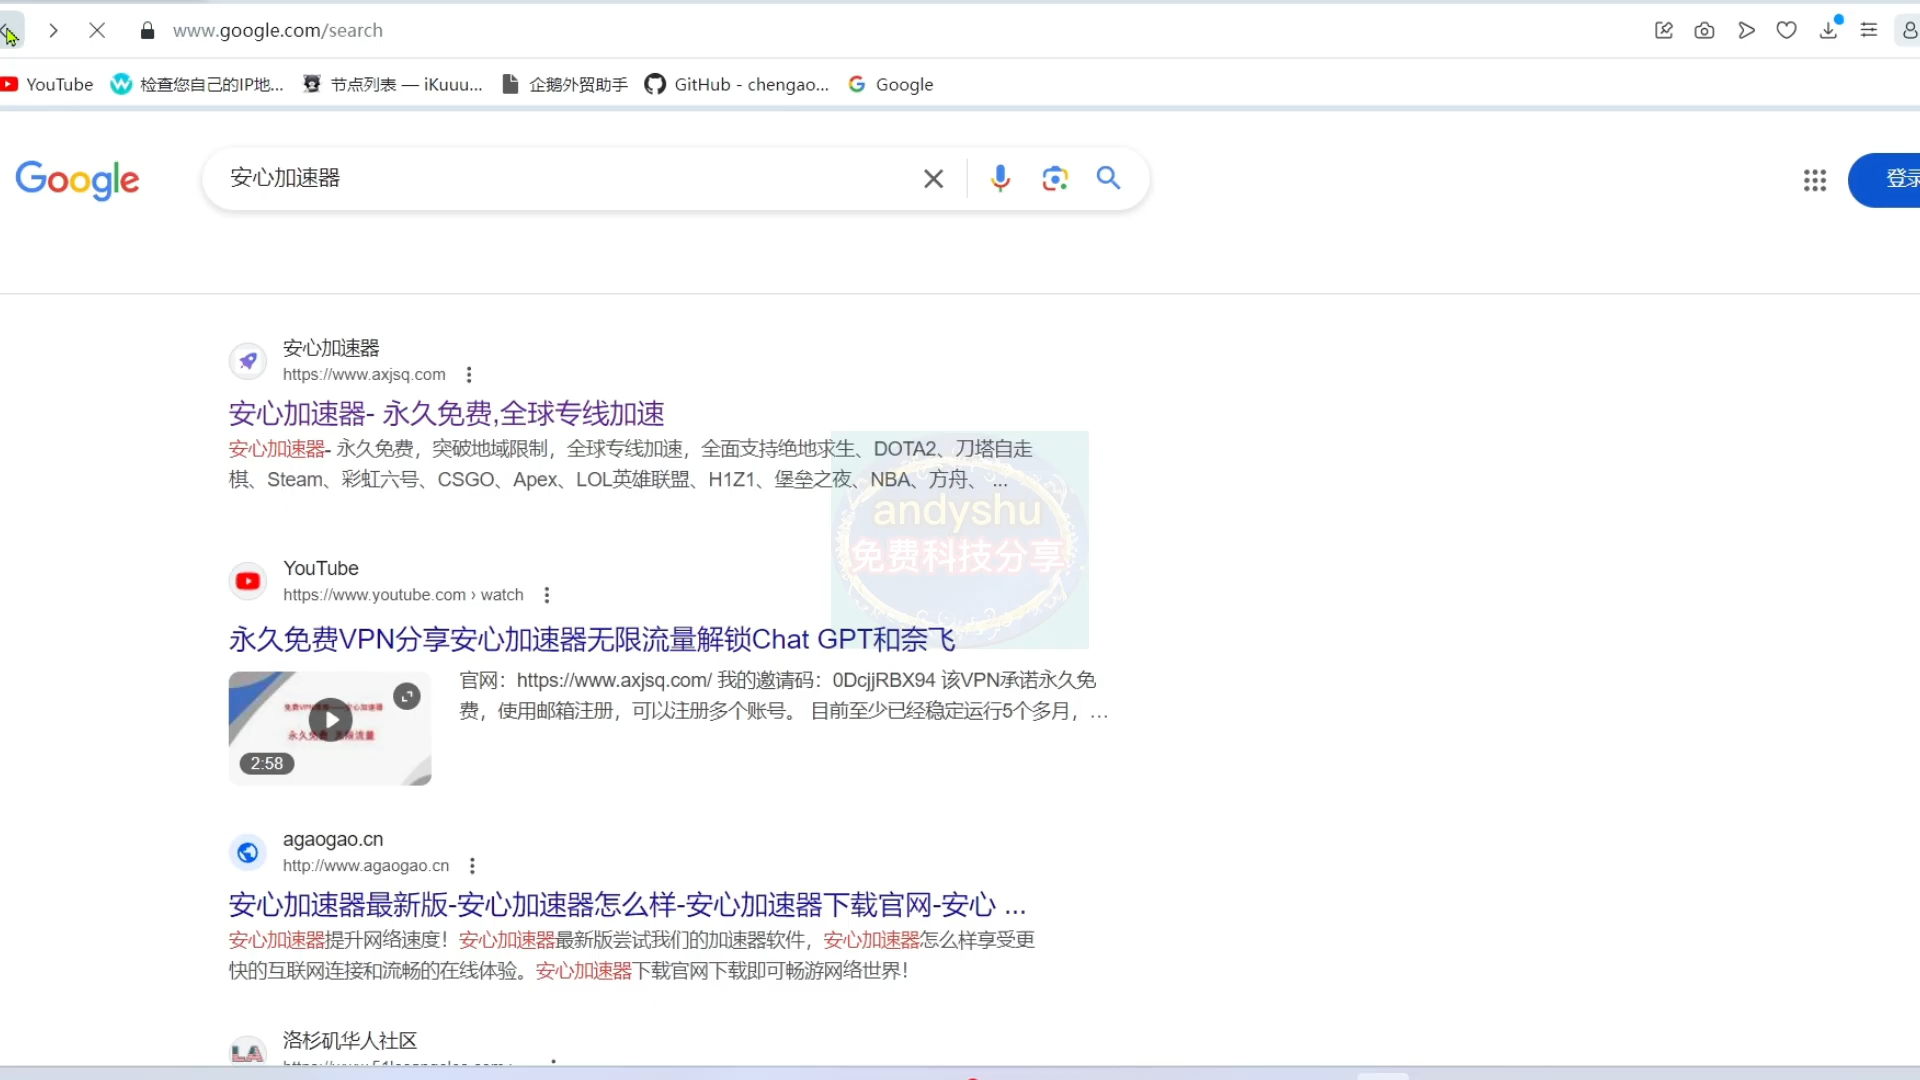 www.google.com/search
YouTube 检查您自己的IP地... 节点列表 — iKuuu... 企鹅外贸助手 GitHub - chengao... Google
Google 安心加速器 登录
安心加速器
https://www.axjsq.com
安心加速器- 永久免费,全球专线加速
安心加速器- 永久免费，突破地域限制，全球专线加速，全面支持绝地求生、DOTA2、刀塔自走
棋、Steam、彩虹六号、CSGO、Apex、LOL英雄联盟、H1Z1、堡垒之夜、NBA、方舟、 ...
andyshu
免费科技分享
YouTube
https://www.youtube.com › watch
永久免费VPN分享安心加速器无限流量解锁Chat GPT和奈飞
官网：https://www.axjsq.com/ 我的邀请码：0DcjjRBX94 该VPN承诺永久免
费，使用邮箱注册，可以注册多个账号。 目前至少已经稳定运行5个多月，…
2:58
agaogao.cn
http://www.agaogao.cn
安心加速器最新版-安心加速器怎么样-安心加速器下载官网-安心 ...
安心加速器提升网络速度！安心加速器最新版尝试我们的加速器软件，安心加速器怎么样享受更
快的互联网连接和流畅的在线体验。安心加速器下载官网下载即可畅游网络世界！
洛杉矶华人社区
LA